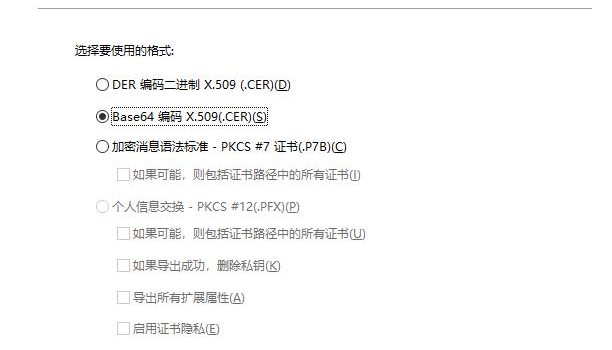 选择要使用的格式:
DER 编码二进制 X.509 (.CER)(D)
Base64 编码 X.509(.CER)(S)
加密消息语法标准 - PKCS #7 证书(.P7B)(C)
如果可能，则包括证书路径中的所有证书(I)
个人信息交换 - PKCS #12(.PFX)(P)
如果可能，则包括证书路径中的所有证书(U)
如果导出成功，删除私钥(K)
导出所有扩展属性(A)
启用证书隐私(E)